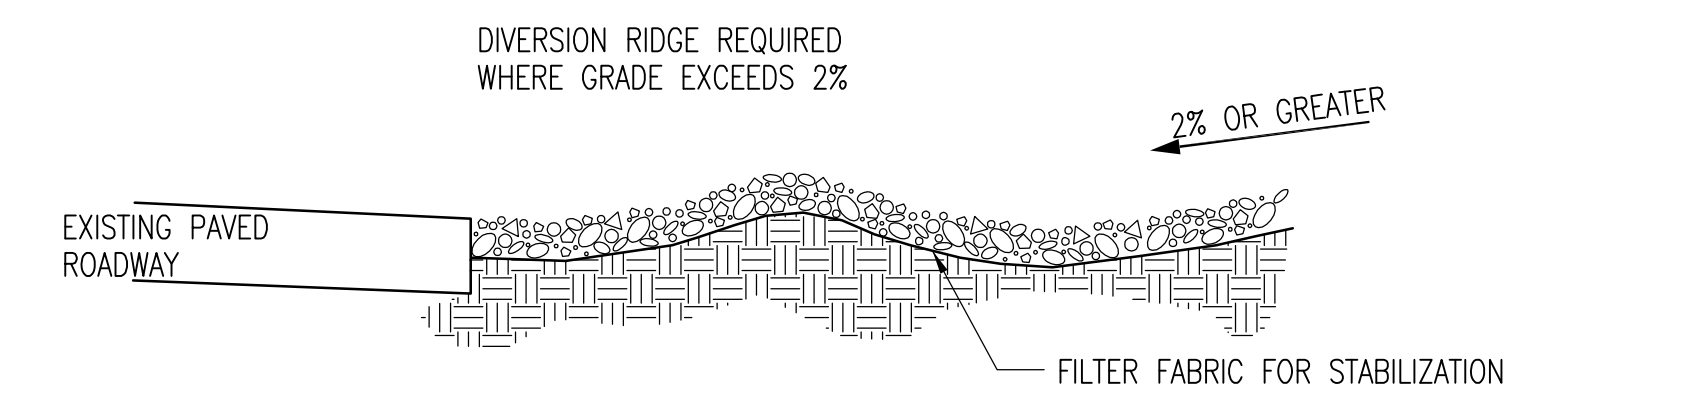 DIVERSION RIDGE REQUIRED
WHERE GRADE EXCEEDS 2%
2% OR GREATER
EXISTING PAVED
ROADWAY
FILTER FABRIC FOR STABILIZATION